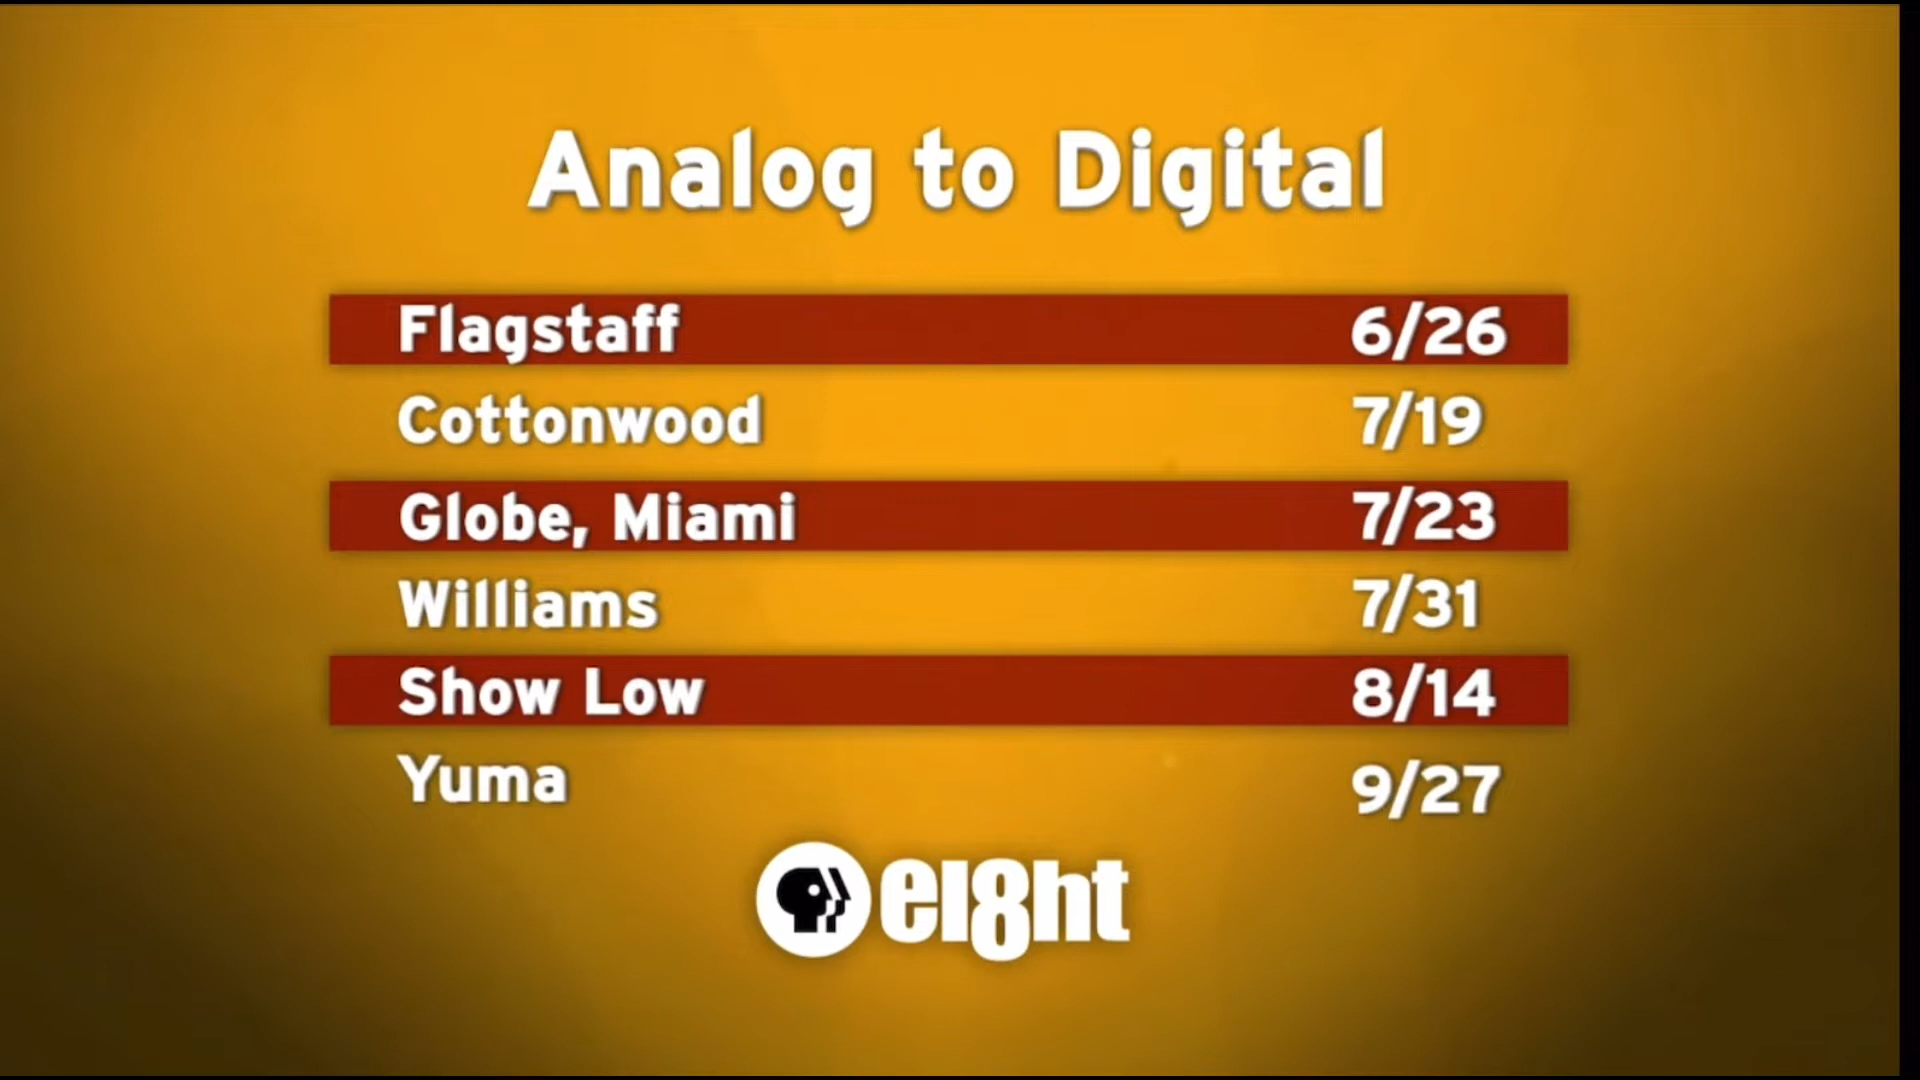 Analog to Digital
Flagstaff 6/26
Cottonwood 7/19
Globe, Miami 7/23
Williams 7/31
Show Low 8/14
Yuma 9/27
ei8ht